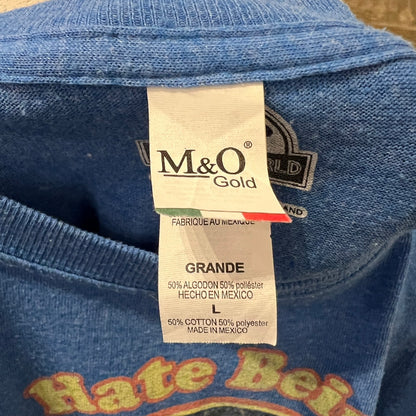 M&O®
Gold
FABRIQUE AU MEXIQUE
GRANDE
50% ALGODON 50% poliéster
HECHO EN MEXICO
L
50% COTTON 50% polyester
MADE IN MEXICO
Hate Bei